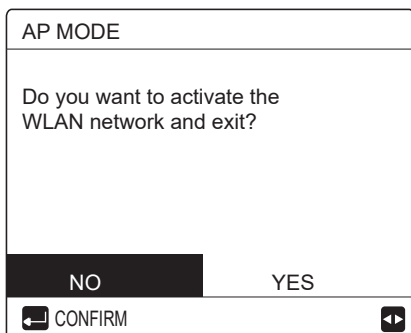 AP MODE
Do you want to activate the
WLAN network and exit?
NO YES
CONFIRM